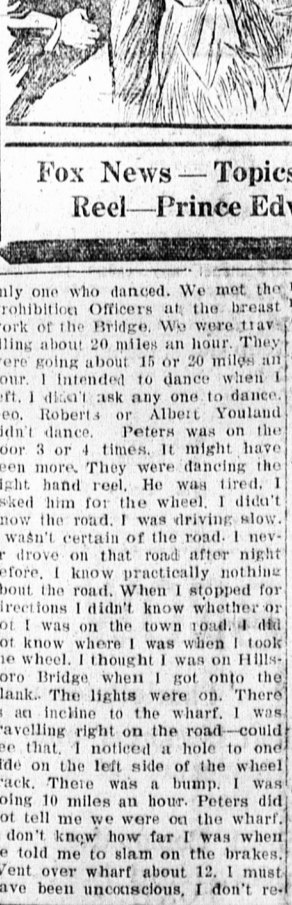 Fox News — Topics
Reel—Prince Edv
nly one who danced. We met the
rohibition Officers at the breast
ork of the Bridge. We were trav-
lling about 20 miles an hour. They
ere going about 15 or 20 miles an
our. I intended to dance when I
eft. I didn't ask any one to dance.
eo. Roberts or Albert Youland
idn't dance. Peters was on the
oor 3 or 4 times. It might have
een more. They were dancing the
ight hand reel. He was tired. I
sked him for the wheel. I didn't
now the road. I was driving slow.
wasn't certain of the road. I nev-
r drove on that road after night
efore. I know practically nothing
bout the road. When I stopped for
irections I didn't know whether or
ot I was on the town road. I did
ot know where I was when I took
he wheel. I thought I was on Hills-
oro Bridge when I got onto the
lank. The lights were on. There
s an incline to the wharf. I was
ravelling right on the road—could
ee that. I noticed a hole to one
ide on the left side of the wheel
rack. There was a bump. I was
oing 10 miles an hour. Peters did
ot tell me we were on the wharf.
don't know how far I was when
e told me to slam on the brakes.
Went over wharf about 12. I must
ave been unconscious. I don't re-